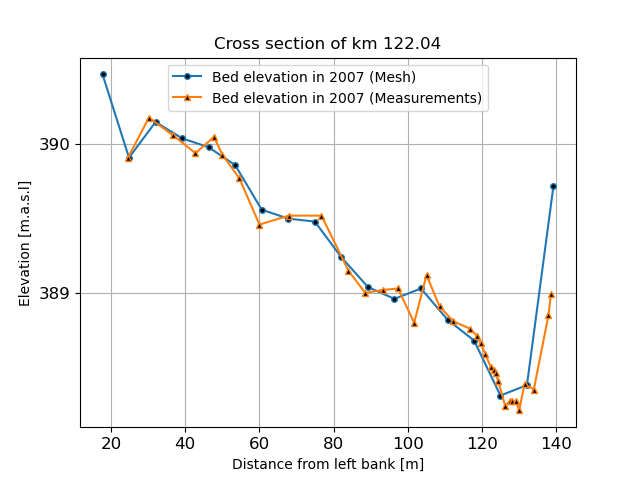 Cross section of km 122.04
Bed elevation in 2007 (Mesh)
Bed elevation in 2007 (Measurements)
390
389
Elevation [m.a.s.l]
20 40 60 80 100 120 140
Distance from left bank [m]